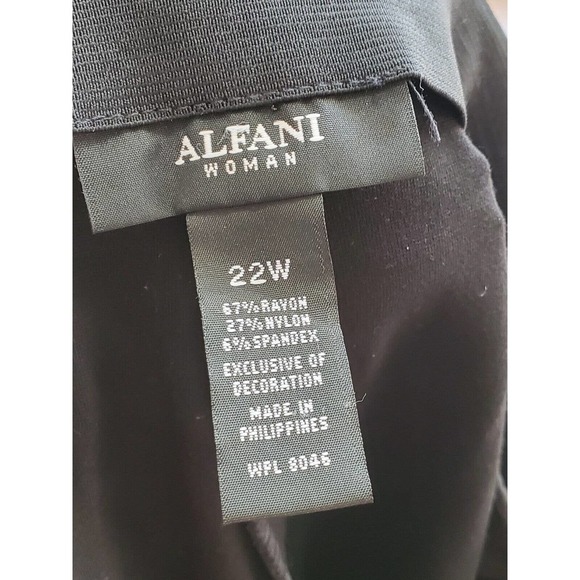 ALFANI
WOMAN
22W
67%RAYON
27%NYLON
6%SPANDEX
EXCLUSIVE OF
DECORATION
MADE IN
PHILIPPINES
WPL 8046